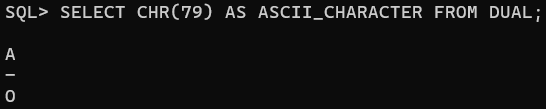 SQL> SELECT CHR(79) AS ASCII_CHARACTER FROM DUAL;
A
-
O